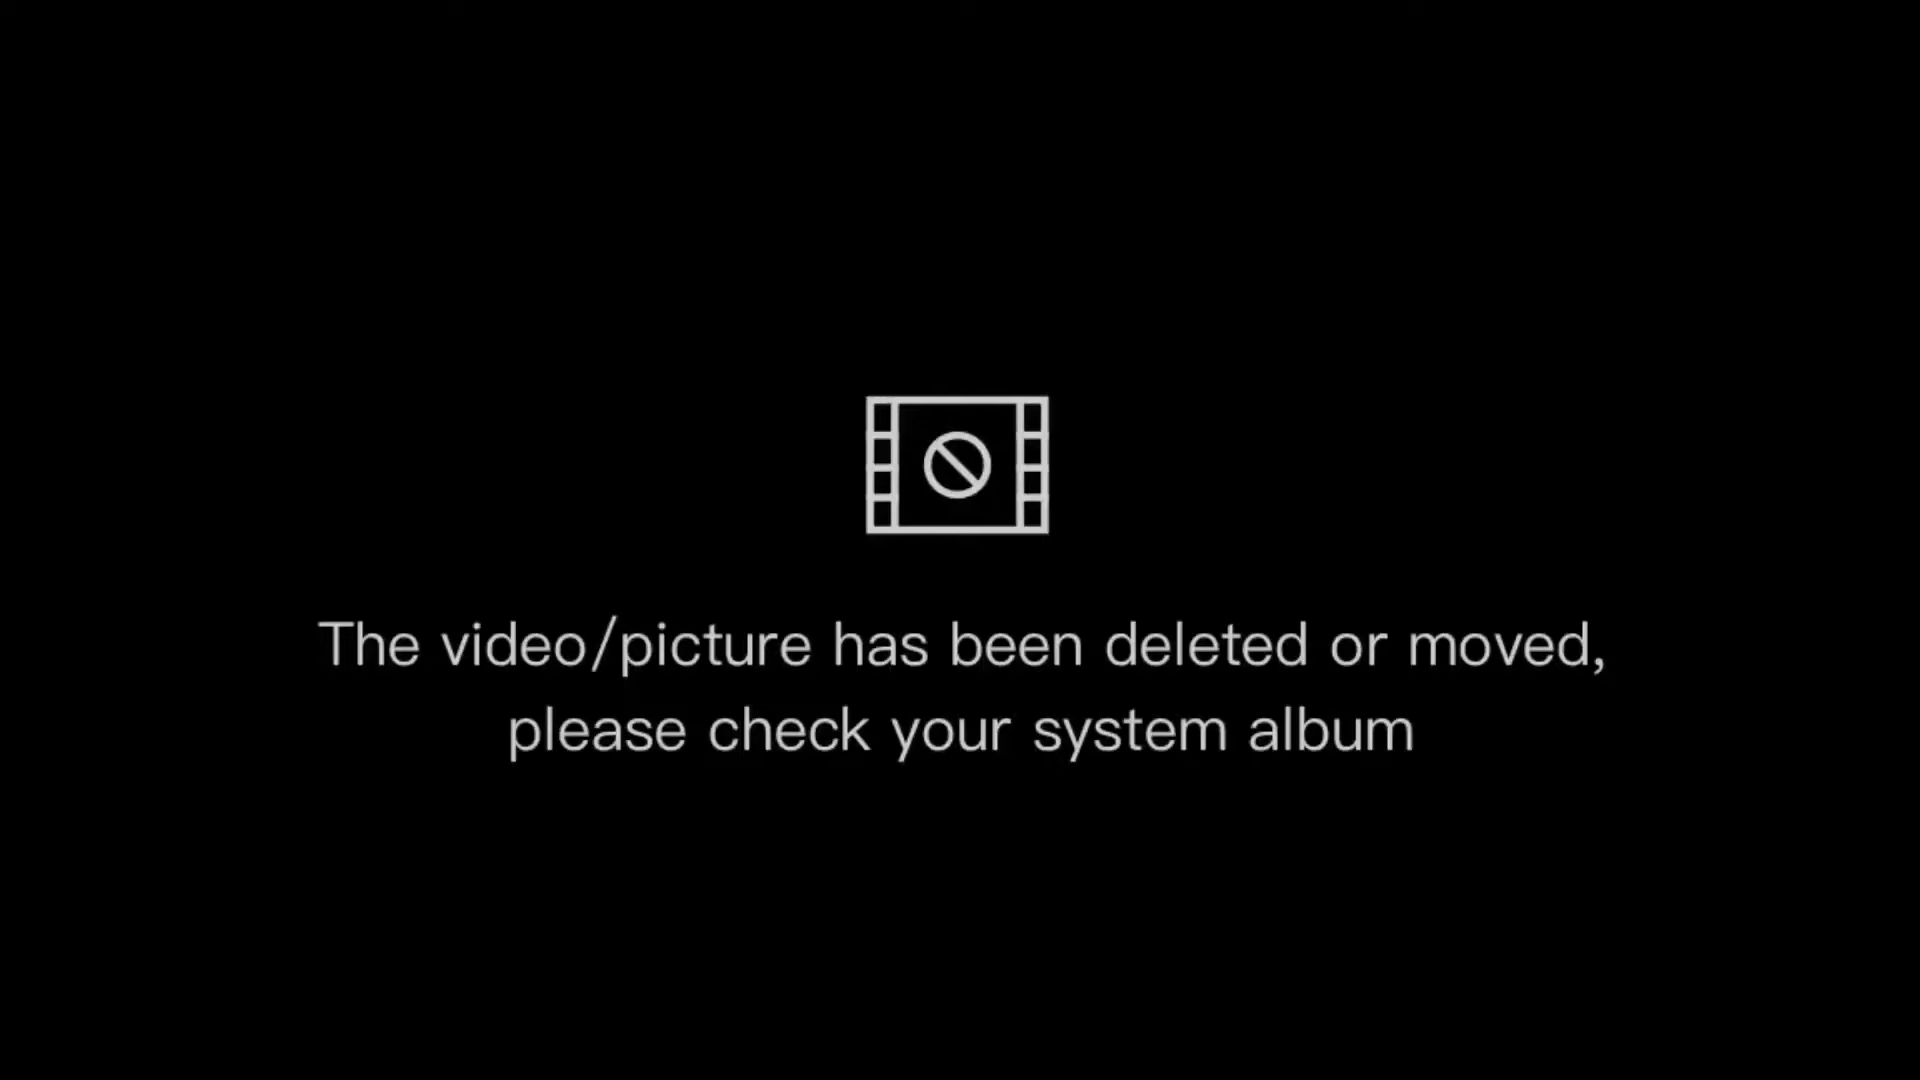 The video/picture has been deleted or moved,
please check your system album